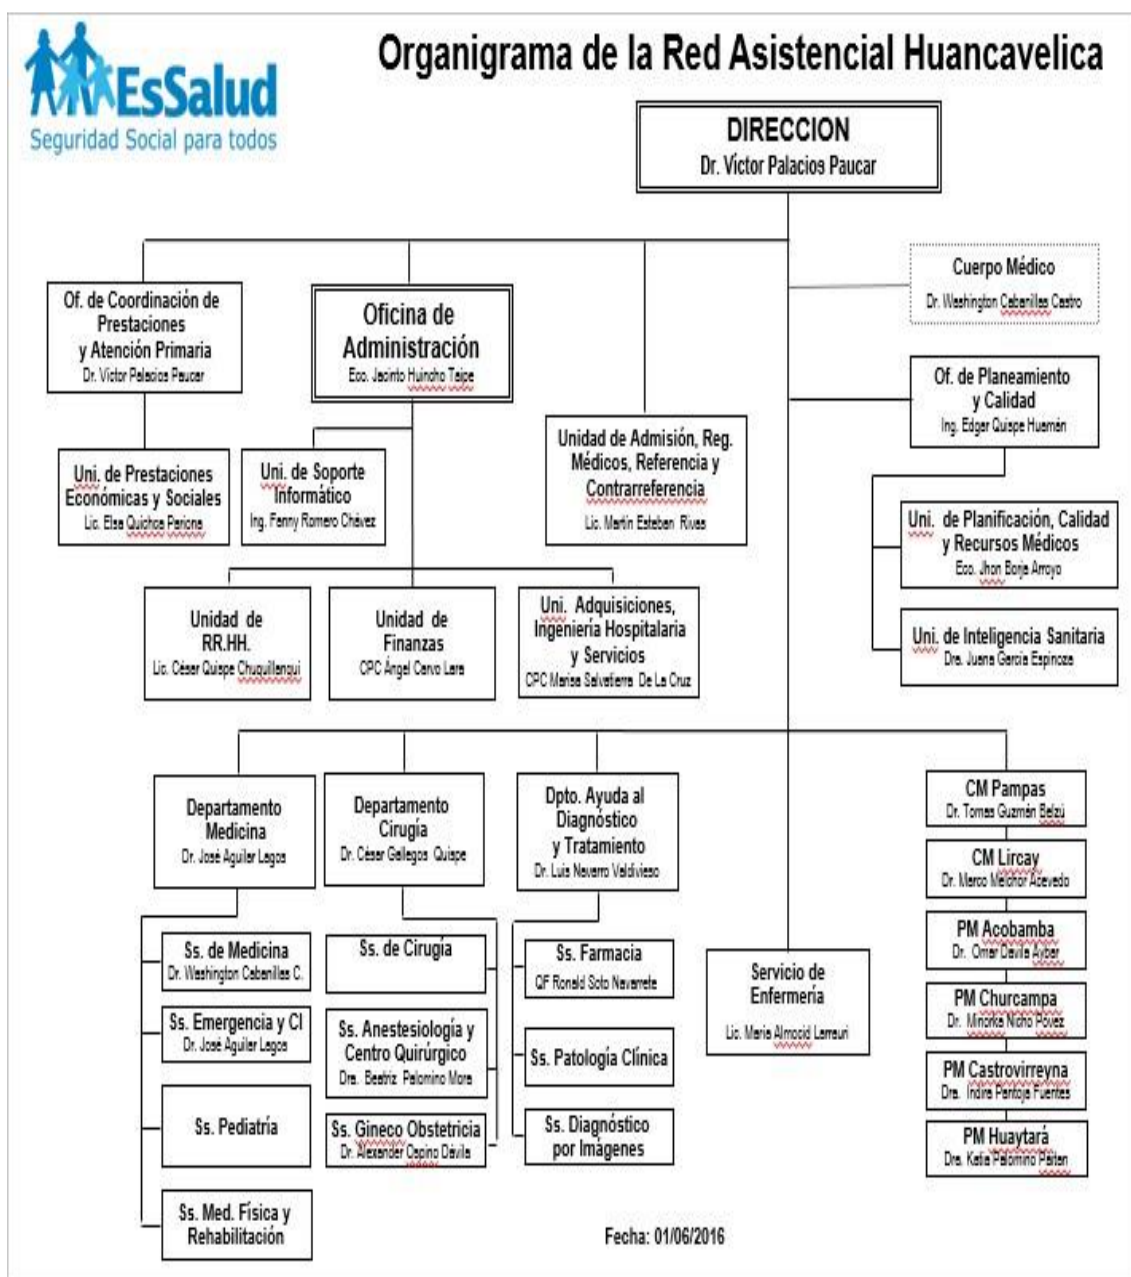 EsSalud
Seguridad Social para todos
Organigrama de la Red Asistencial Huancavelica
DIRECCION
Dr. Víctor Palacios Paucar
Cuerpo Médico
Dr. Washington Cabanillas Castro
Of. de Coordinación de
Prestaciones
y Atención Primaria
Dr. Víctor Palacios Paucar
Oficina de
Administración
Eco. Jacinto Huincho Taipe
Of. de Planeamiento
y Calidad
Ing. Edgar Quispe Huamán
Unidad de Admisión, Reg.
Médicos, Referencia y
Contrarreferencia
Lic. Martín Esteban Rivas
Uni. de Prestaciones
Económicas y Sociales
Lic. Elsa Quichca Pariona
Uni. de Soporte
Informático
Ing. Fanny Romero Chávez
Uni. de Planificación, Calidad
y Recursos Médicos
Eco. Jhon Borja Arroyo
Uni. de Inteligencia Sanitaria
Dra. Juana García Espinoza
Unidad de
RR.HH.
Lic. César Quispe Chuquillanqui
Unidad de
Finanzas
CPC Ángel Carvo Lara
Uni. Adquisiciones,
Ingeniería Hospitalaria
y Servicios
CPC Marisa Salvatierra De La Cruz
Departamento
Medicina
Dr. José Aguilar Lagos
Departamento
Cirugía
Dr. César Gallegos Quispe
Dpto. Ayuda al
Diagnóstico
y Tratamiento
Dr. Luis Navarro Valdivieso
CM Pampas
Dr. Tomas Guzmán Belzú
CM Lircay
Dr. Marco Melchor Acevedo
PM Acobamba
Dr. Omar Dávila Aybar
PM Churcampa
Dr. Minorka Nicho Póvez
PM Castrovirreyna
Dra. Indira Pantoja Fuentes
PM Huaytará
Dra. Katia Palomino Paitan
Ss. de Medicina
Dr. Washington Cabanillas C.
Ss. Emergencia y CI
Dr. José Aguilar Lagos
Ss. Pediatría
Ss. Med. Física y
Rehabilitación
Ss. de Cirugía
Ss. Anestesiología y
Centro Quirúrgico
Dra. Beatriz Palomino Mora
Ss. Gineco Obstetricia
Dr. Alexander Ospino Dávila
Ss. Farmacia
QF Ronald Soto Navarrete
Ss. Patología Clínica
Ss. Diagnóstico
por Imágenes
Servicio de
Enfermería
Lic. Maria Almocid Larrauri
Fecha: 01/06/2016